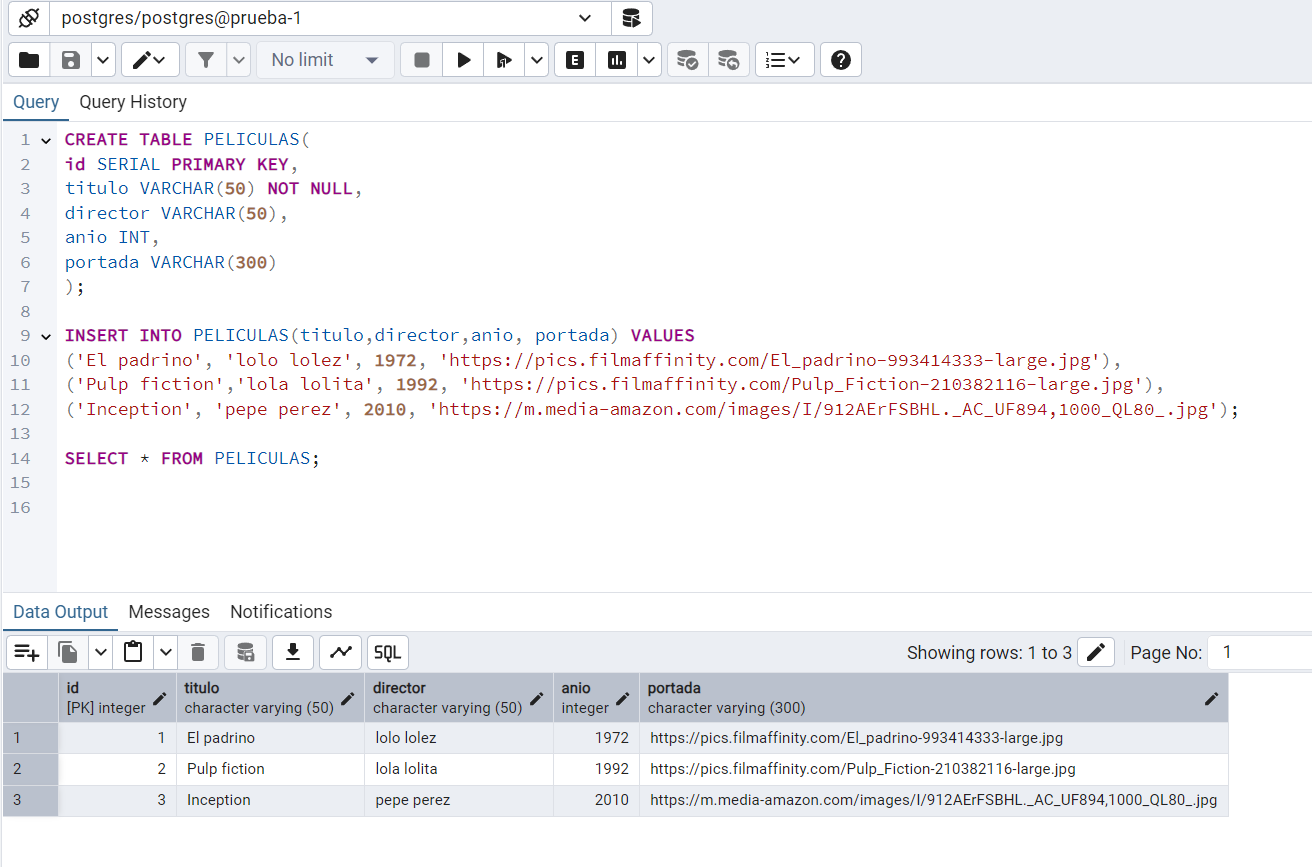 postgres/postgres@prueba-1
No limit
E
SQL
Query Query History
1 CREATE TABLE PELICULAS(
2 id SERIAL PRIMARY KEY,
3 titulo VARCHAR(50) NOT NULL,
4 director VARCHAR(50),
5 anio INT,
6 portada VARCHAR(300)
7 );
8
9 INSERT INTO PELICULAS(titulo,director,anio, portada) VALUES
10 ('El padrino', 'lolo lolez', 1972, 'https://pics.filmaffinity.com/El_padrino-993414333-large.jpg'),
11 ('Pulp fiction','lola lolita', 1992, 'https://pics.filmaffinity.com/Pulp_Fiction-210382116-large.jpg'),
12 ('Inception', 'pepe perez', 2010, 'https://m.media-amazon.com/images/I/912AErFSBHL._AC_UF894,1000_QL80_.jpg');
13
14 SELECT * FROM PELICULAS;
15
16
Data Output Messages Notifications
Showing rows: 1 to 3 Page No: 1
id titulo director anio portada
[PK] integer character varying (50) character varying (50) integer character varying (300)
1 1 El padrino lolo lolez 1972 https://pics.filmaffinity.com/El_padrino-993414333-large.jpg
2 2 Pulp fiction lola lolita 1992 https://pics.filmaffinity.com/Pulp_Fiction-210382116-large.jpg
3 3 Inception pepe perez 2010 https://m.media-amazon.com/images/I/912AErFSBHL._AC_UF894,1000_QL80_.jpg